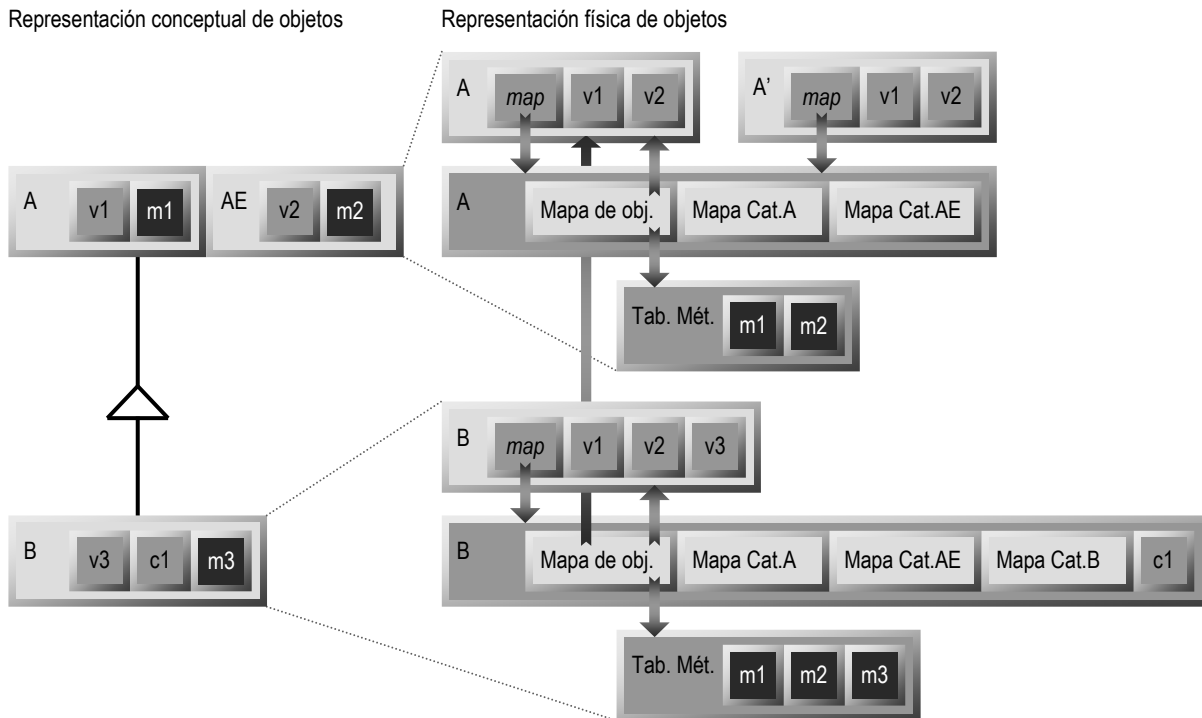 Representación conceptual de objetos
Representación física de objetos
A map v1 v2
A’ map v1 v2
A v1 m1
AE v2 m2
A Mapa de obj. Mapa Cat.A Mapa Cat.AE
Tab. Mét. m1 m2
B map v1 v2 v3
B v3 c1 m3
B Mapa de obj. Mapa Cat.A Mapa Cat.AE Mapa Cat.B c1
Tab. Mét. m1 m2 m3